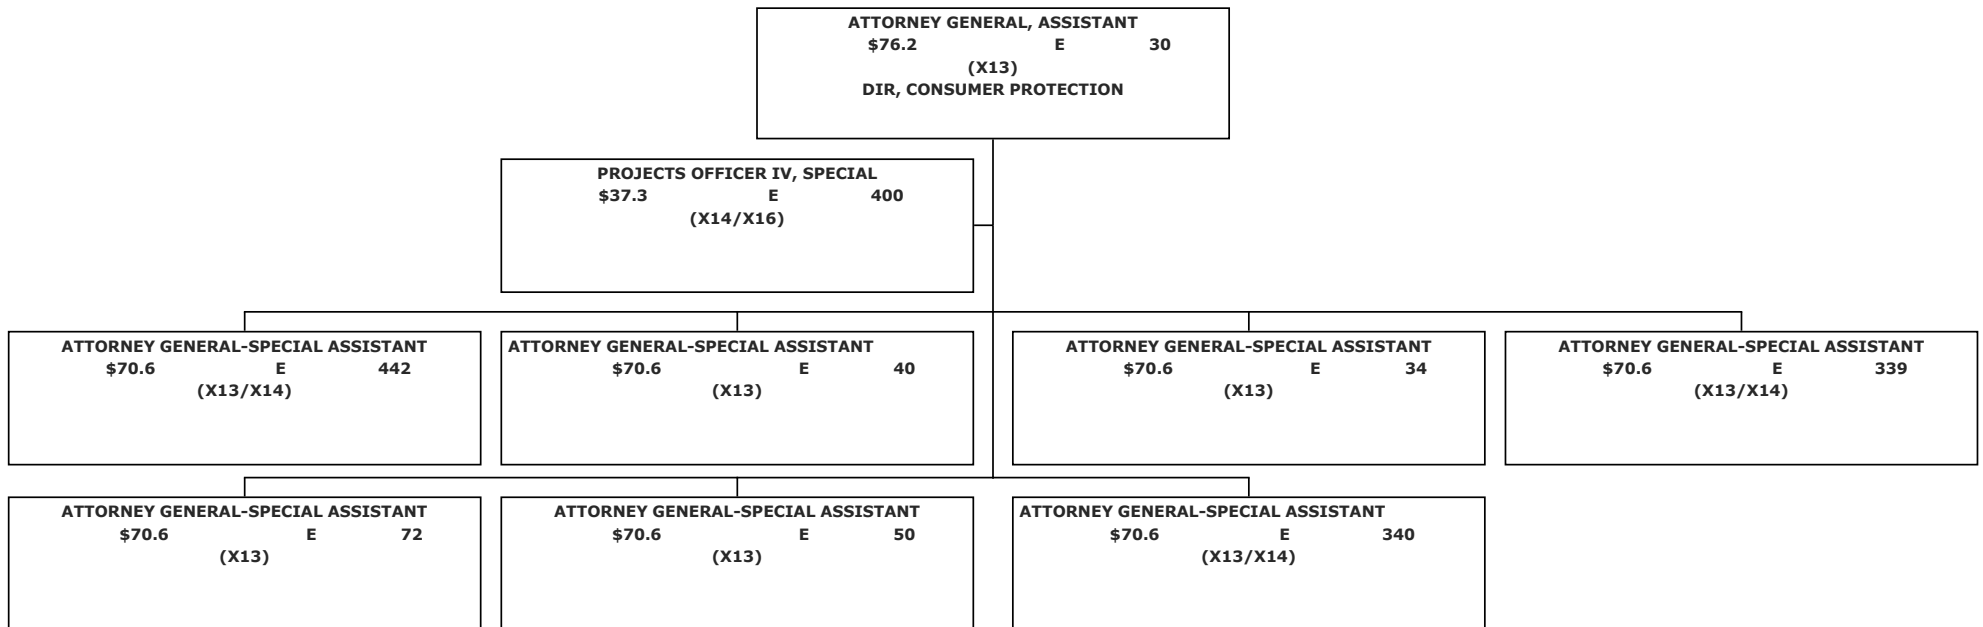 ATTORNEY GENERAL, ASSISTANT
$76.2 E 30
(X13)
DIR, CONSUMER PROTECTION
PROJECTS OFFICER IV, SPECIAL
$37.3 E 400
(X14/X16)
ATTORNEY GENERAL-SPECIAL ASSISTANT
$70.6 E 442
(X13/X14)
ATTORNEY GENERAL-SPECIAL ASSISTANT
$70.6 E 40
(X13)
ATTORNEY GENERAL-SPECIAL ASSISTANT
$70.6 E 34
(X13)
ATTORNEY GENERAL-SPECIAL ASSISTANT
$70.6 E 339
(X13/X14)
ATTORNEY GENERAL-SPECIAL ASSISTANT
$70.6 E 72
(X13)
ATTORNEY GENERAL-SPECIAL ASSISTANT
$70.6 E 50
(X13)
ATTORNEY GENERAL-SPECIAL ASSISTANT
$70.6 E 340
(X13/X14)